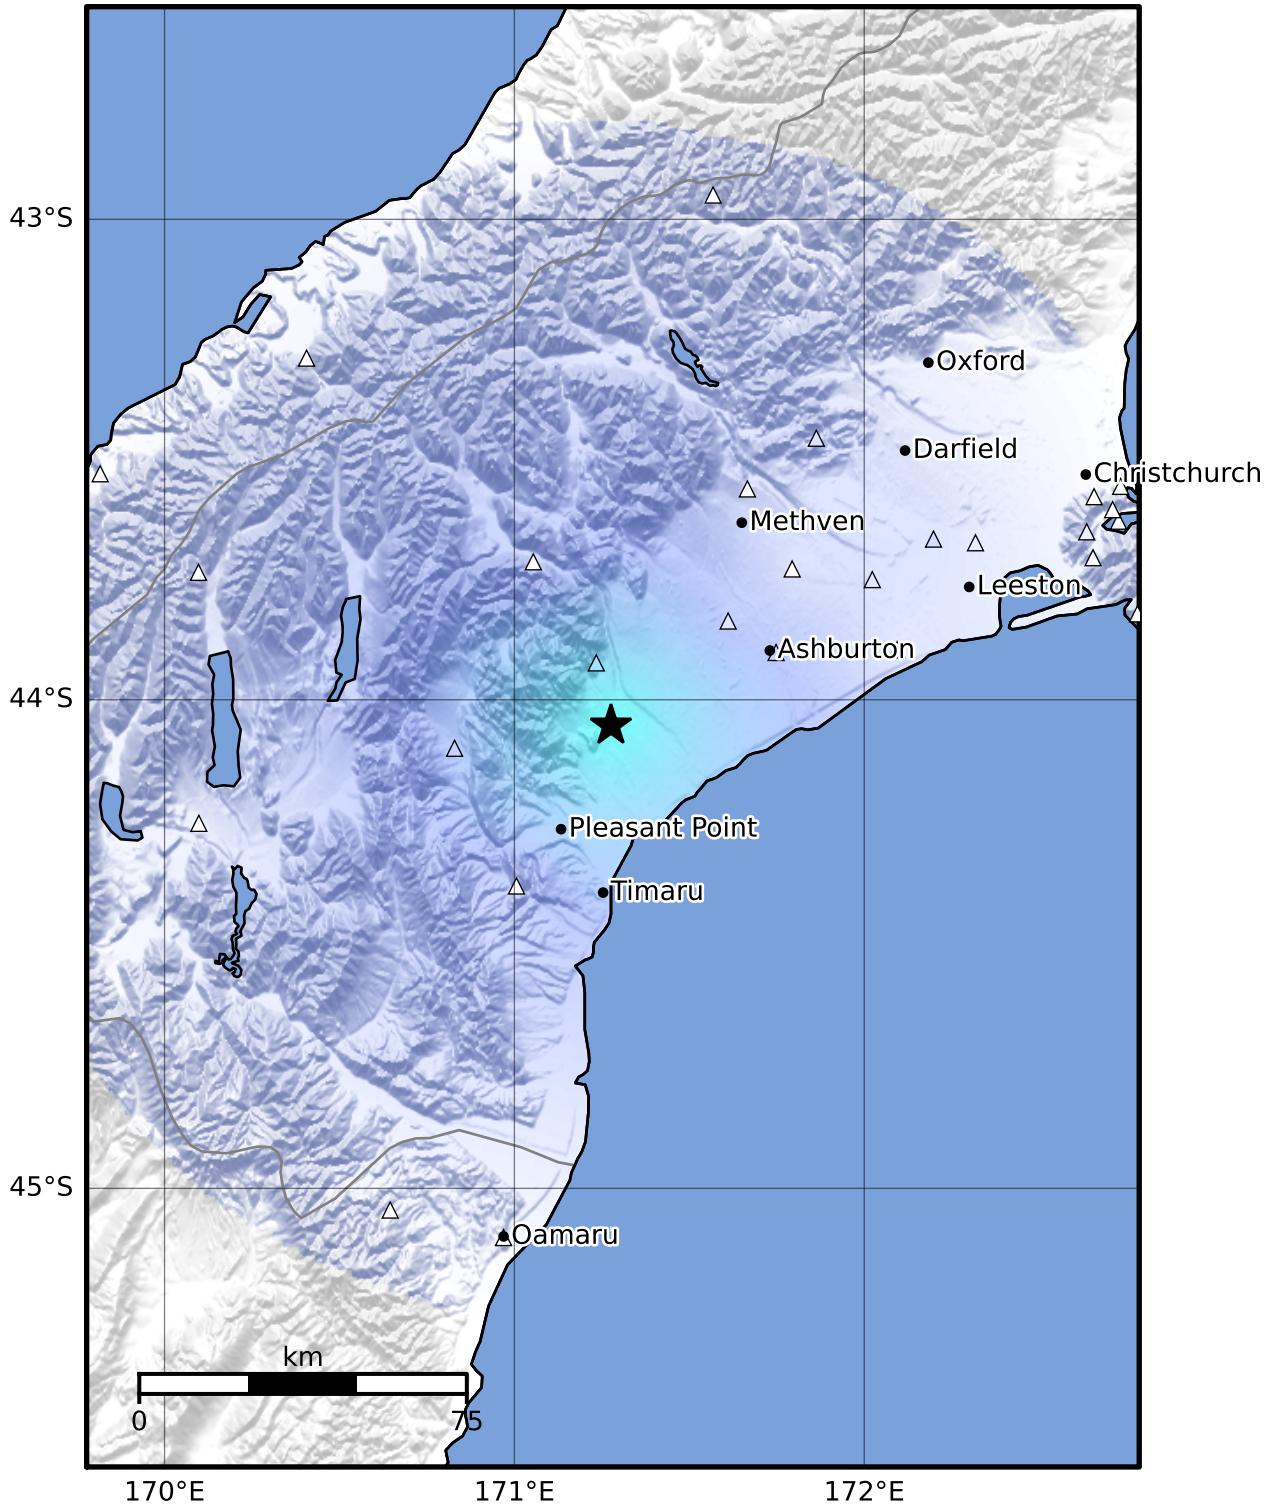 43°S
Oxford
Darfield
Christchurch
Methven
Leeston
Ashburton
44°S
Pleasant Point
Timaru
45°S
Oamaru
km
0 75
170°E 171°E 172°E